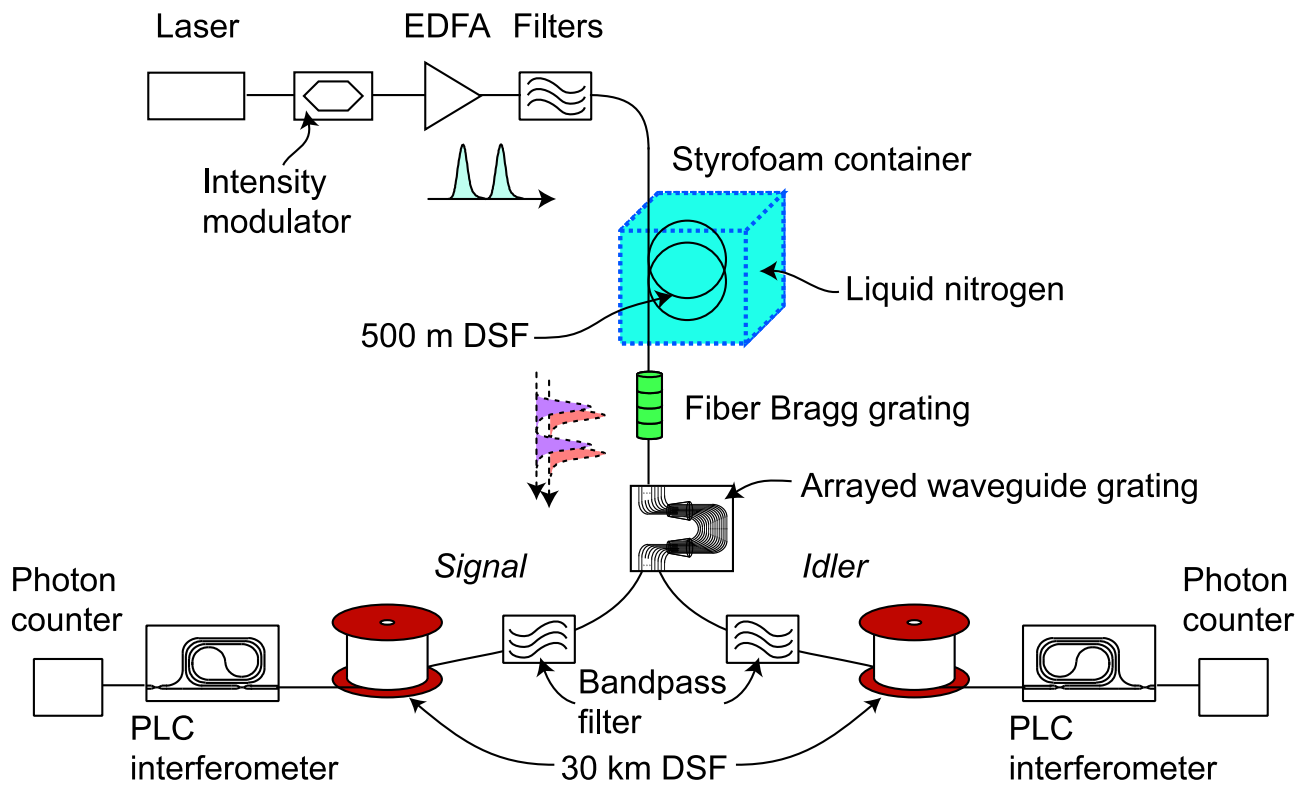 Laser
EDFA
Filters
Intensity
modulator
Styrofoam container
Liquid nitrogen
500 m DSF
Fiber Bragg grating
Arrayed waveguide grating
Signal
Idler
Photon
counter
Photon
counter
Bandpass
filter
PLC
interferometer
30 km DSF
PLC
interferometer